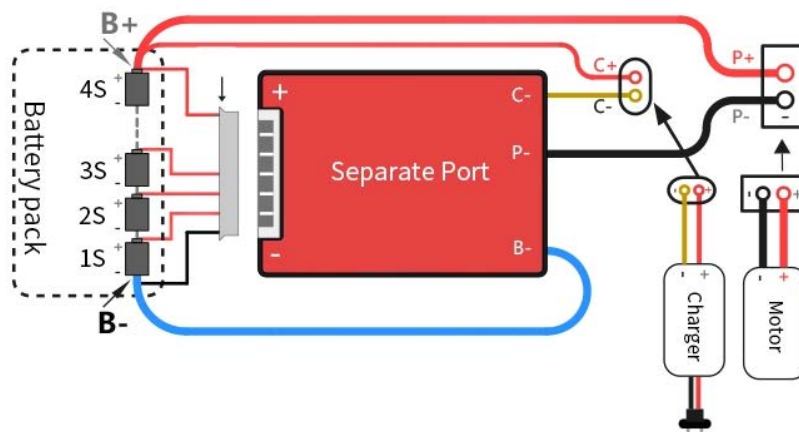 B+
Battery pack
4S
+
-
3S
+
-
2S
+
-
1S
+
-
B-
+
-
Separate Port
C-
P-
B-
C+
C-
P+
P-
-
- +
- +
- +
Charger
- +
- +
Motor